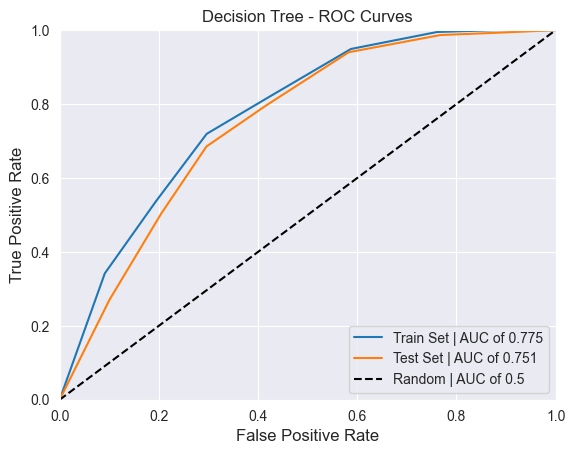 Decision Tree - ROC Curves
True Positive Rate
1.0
0.8
0.6
0.4
0.2
0.0
Train Set | AUC of 0.775
Test Set | AUC of 0.751
Random | AUC of 0.5
0.0 0.2 0.4 0.6 0.8 1.0
False Positive Rate